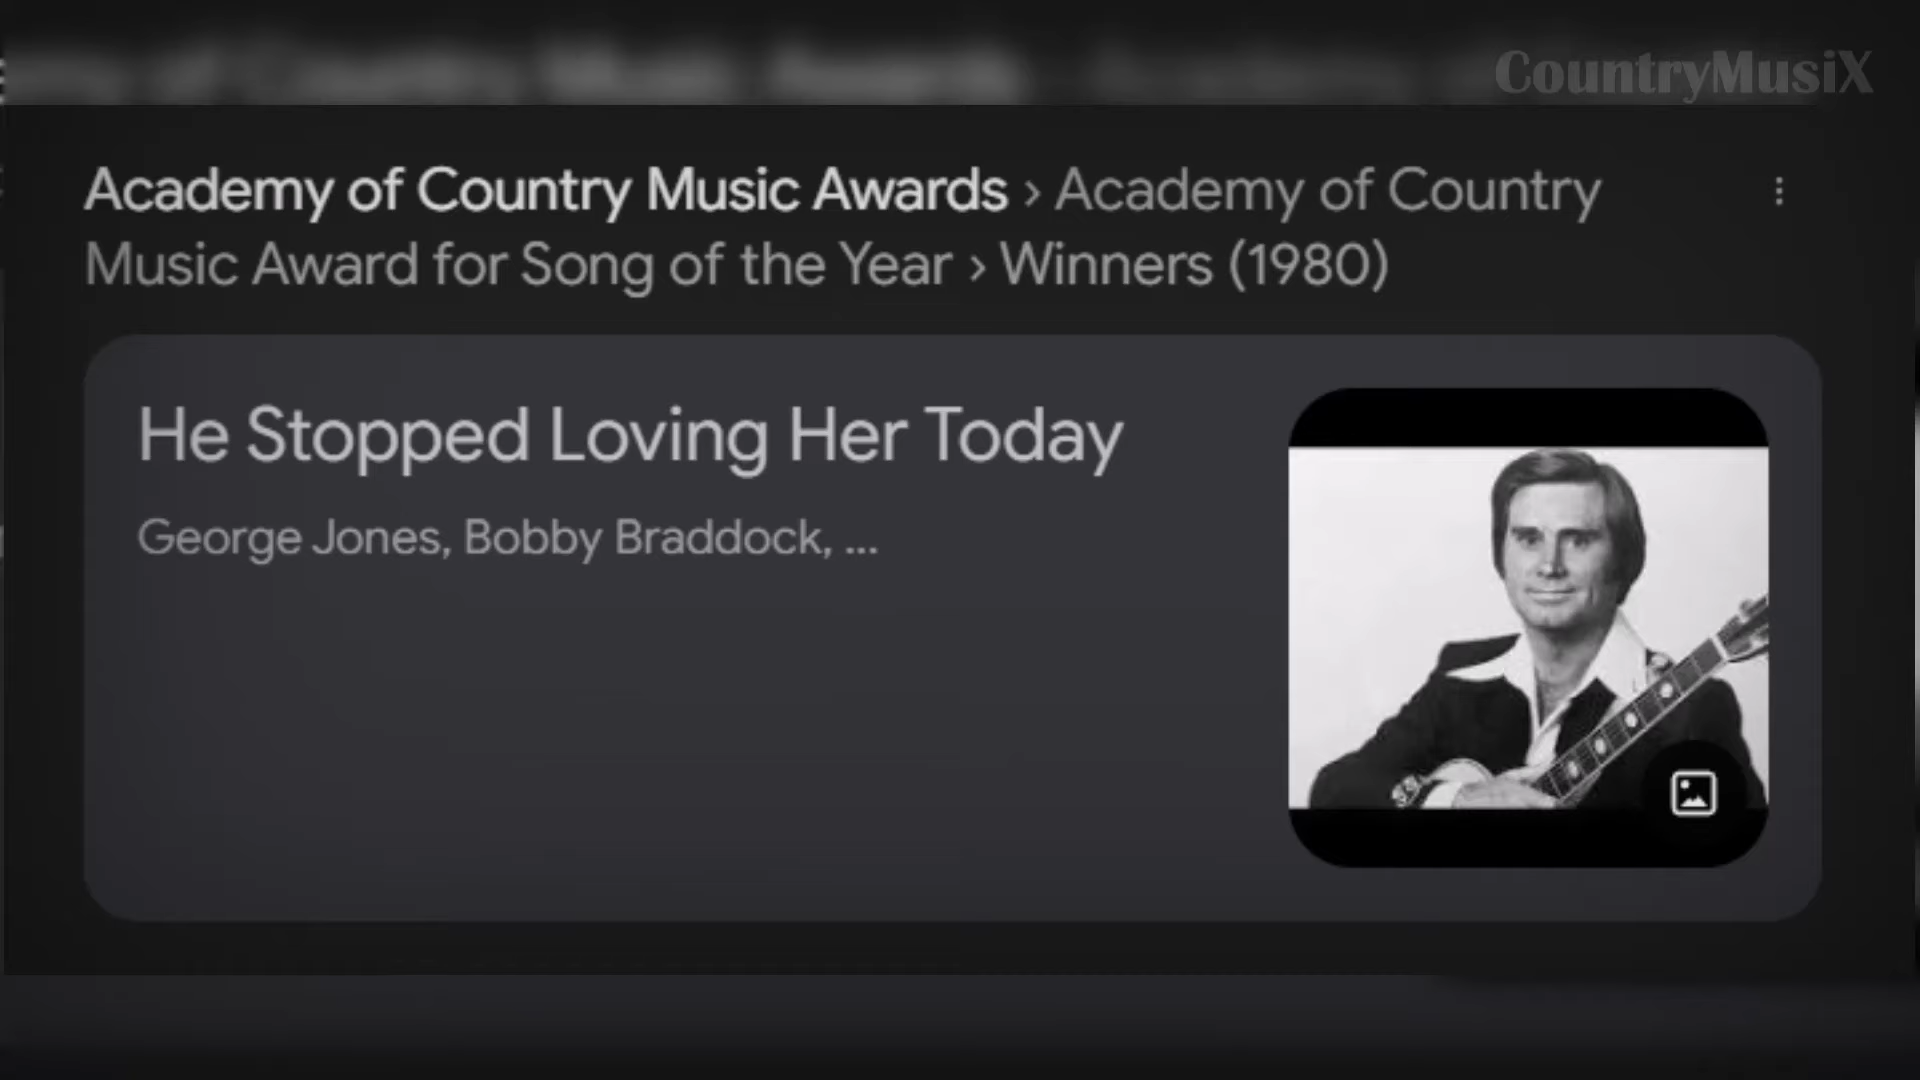 CountryMusiX
Academy of Country Music Awards › Academy of Country
Music Award for Song of the Year › Winners (1980)
He Stopped Loving Her Today
George Jones, Bobby Braddock, ...